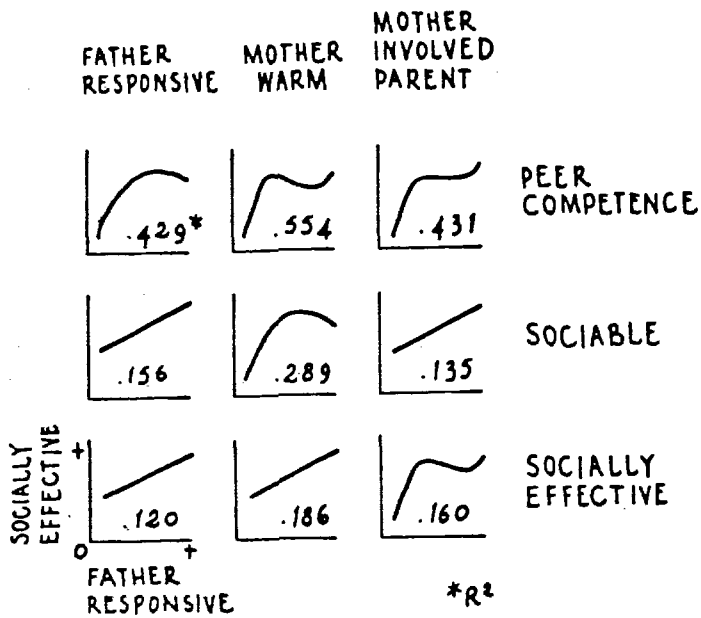 FATHER RESPONSIVE
MOTHER WARM
MOTHER INVOLVED PARENT
.429*
.554
.431
PEER COMPETENCE
.156
.289
.135
SOCIABLE
SOCIALLY EFFECTIVE
+
.120
.186
.160
SOCIALLY EFFECTIVE
0
+
FATHER RESPONSIVE
*R²